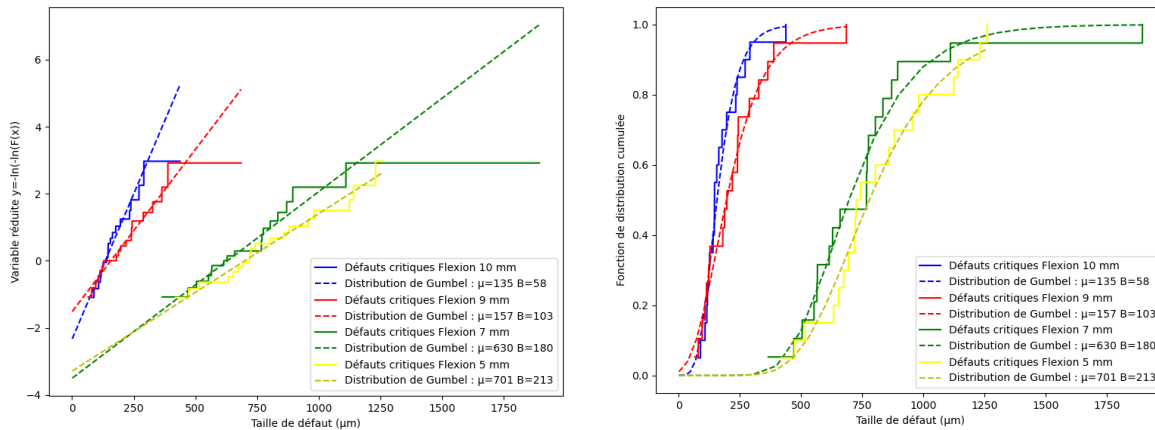 Variable réduite y=-ln(-ln(F(x))
6
4
2
0
−2
−4
0
250
500
750
1000
1250
1500
1750
Taille de défaut (µm)
Défauts critiques Flexion 10 mm
Distribution de Gumbel : µ=135 B=58
Défauts critiques Flexion 9 mm
Distribution de Gumbel : µ=157 B=103
Défauts critiques Flexion 7 mm
Distribution de Gumbel : µ=630 B=180
Défauts critiques Flexion 5 mm
Distribution de Gumbel : µ=701 B=213
Fonction de distribution cumulée
1.0
0.8
0.6
0.4
0.2
0.0
0
250
500
750
1000
1250
1500
1750
Taille de défaut (µm)
Défauts critiques Flexion 10 mm
Distribution de Gumbel : µ=135 B=58
Défauts critiques Flexion 9 mm
Distribution de Gumbel : µ=157 B=103
Défauts critiques Flexion 7 mm
Distribution de Gumbel : µ=630 B=180
Défauts critiques Flexion 5 mm
Distribution de Gumbel : µ=701 B=213